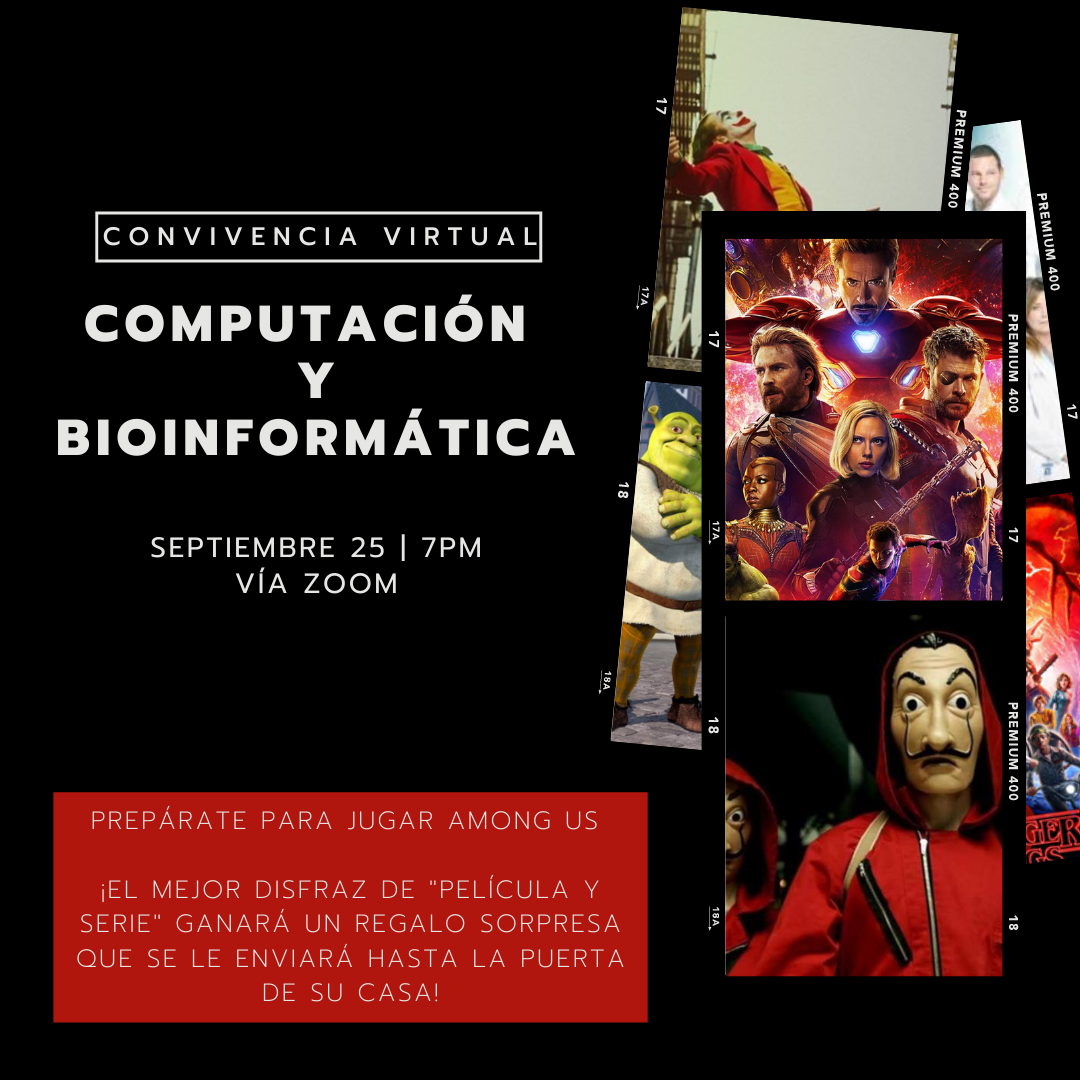 CONVIVENCIA VIRTUAL
COMPUTACIÓN
Y
BIOINFORMÁTICA
SEPTIEMBRE 25 | 7PM
VÍA ZOOM
PREPÁRATE PARA JUGAR AMONG US
¡EL MEJOR DISFRAZ DE "PELÍCULA Y
SERIE" GANARÁ UN REGALO SORPRESA
QUE SE LE ENVIARÁ HASTA LA PUERTA
DE SU CASA!
17
PREMIUM 400
17A
18
18A
17
PREMIUM 400
17A
17
18
PREMIUM 400
18A
18
PREMIUM 400
17